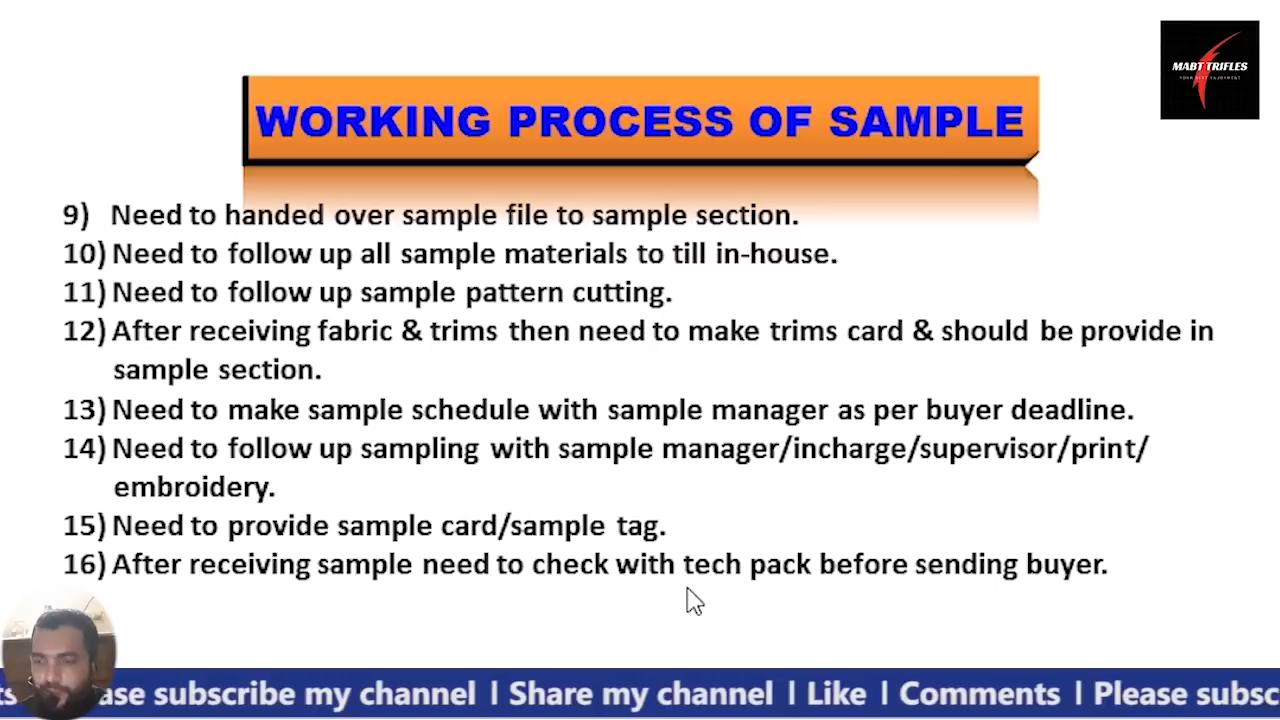 MABT TRIFLES
YOUR BEST ENJOYMENT
WORKING PROCESS OF SAMPLE
9) Need to handed over sample file to sample section.
10) Need to follow up all sample materials to till in-house.
11) Need to follow up sample pattern cutting.
12) After receiving fabric & trims then need to make trims card & should be provide in
sample section.
13) Need to make sample schedule with sample manager as per buyer deadline.
14) Need to follow up sampling with sample manager/incharge/supervisor/print/
embroidery.
15) Need to provide sample card/sample tag.
16) After receiving sample need to check with tech pack before sending buyer.
ts ase subscribe my channel l Share my channel l Like l Comments l Please subsc